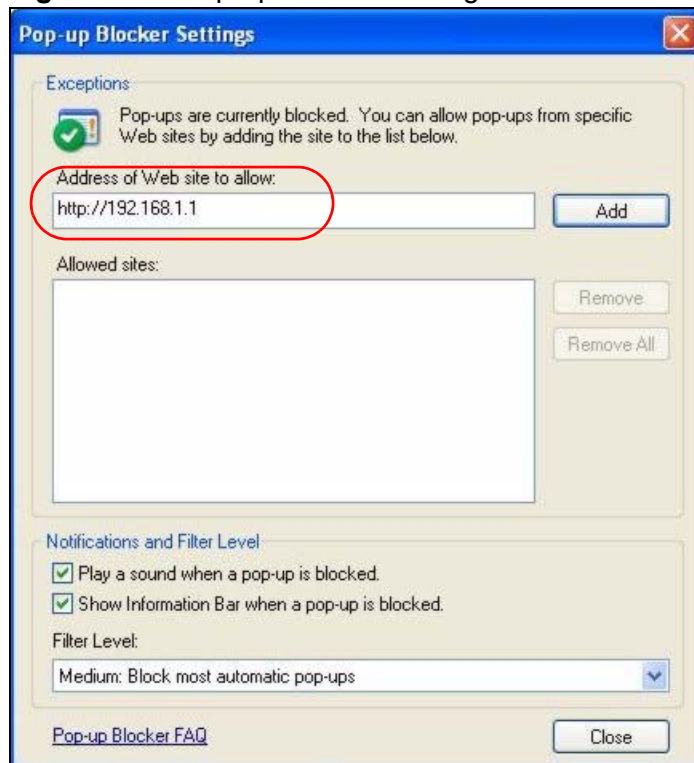 Pop-up Blocker Settings
Exceptions
Pop-ups are currently blocked. You can allow pop-ups from specific
Web sites by adding the site to the list below.
Address of Web site to allow:
http://192.168.1.1
Add
Allowed sites:
Remove
Remove All
Notifications and Filter Level
Play a sound when a pop-up is blocked.
Show Information Bar when a pop-up is blocked.
Filter Level:
Medium: Block most automatic pop-ups
Pop-up Blocker FAQ
Close